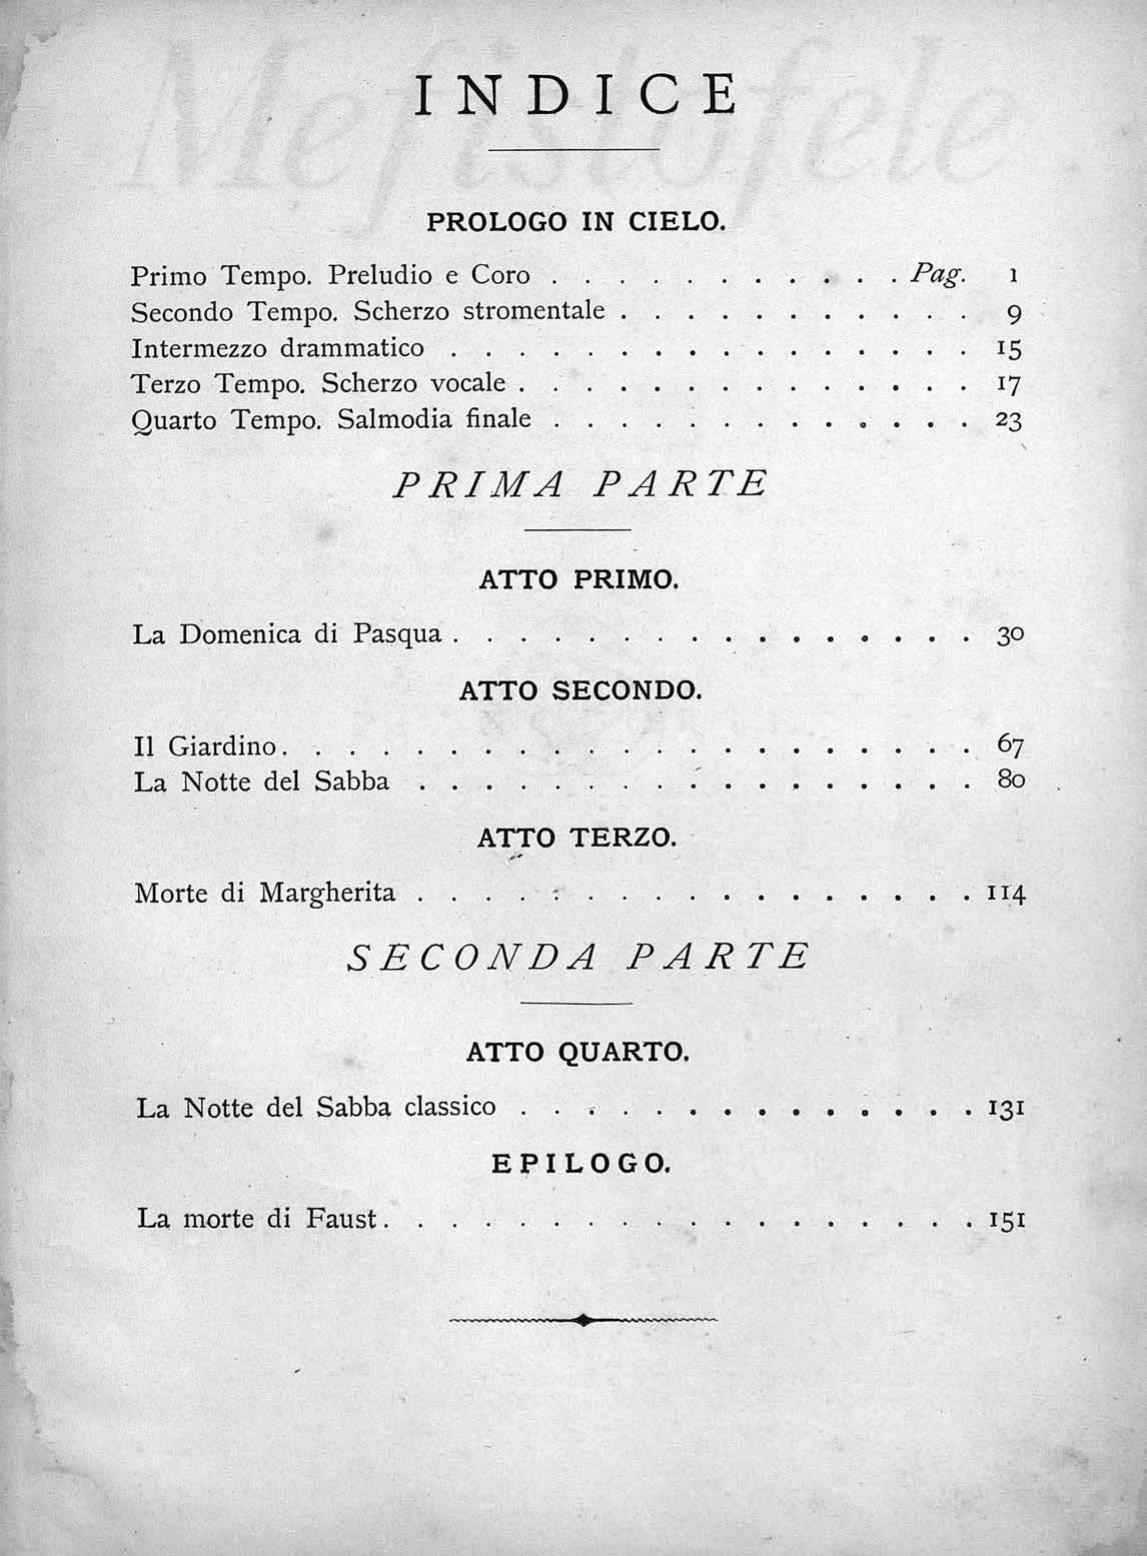 INDICE
PROLOGO IN CIELO.
Primo Tempo. Preludio e Coro . . . . . . . . . . . Pag. 1
Secondo Tempo. Scherzo stromentale . . . . . . . . . . . 9
Intermezzo drammatico . . . . . . . . . . . . . . . . 15
Terzo Tempo. Scherzo vocale . . . . . . . . . . . . . . 17
Quarto Tempo. Salmodia finale . . . . . . . . . . . . . 23
PRIMA PARTE
ATTO PRIMO.
La Domenica di Pasqua . . . . . . . . . . . . . . . . 30
ATTO SECONDO.
Il Giardino . . . . . . . . . . . . . . . . . . . . . 67
La Notte del Sabba . . . . . . . . . . . . . . . . . 80
ATTO TERZO.
Morte di Margherita . . . . . . . . . . . . . . . . . 114
SECONDA PARTE
ATTO QUARTO.
La Notte del Sabba classico . . . . . . . . . . . . . . 131
EPILOGO.
La morte di Faust . . . . . . . . . . . . . . . . . . 151